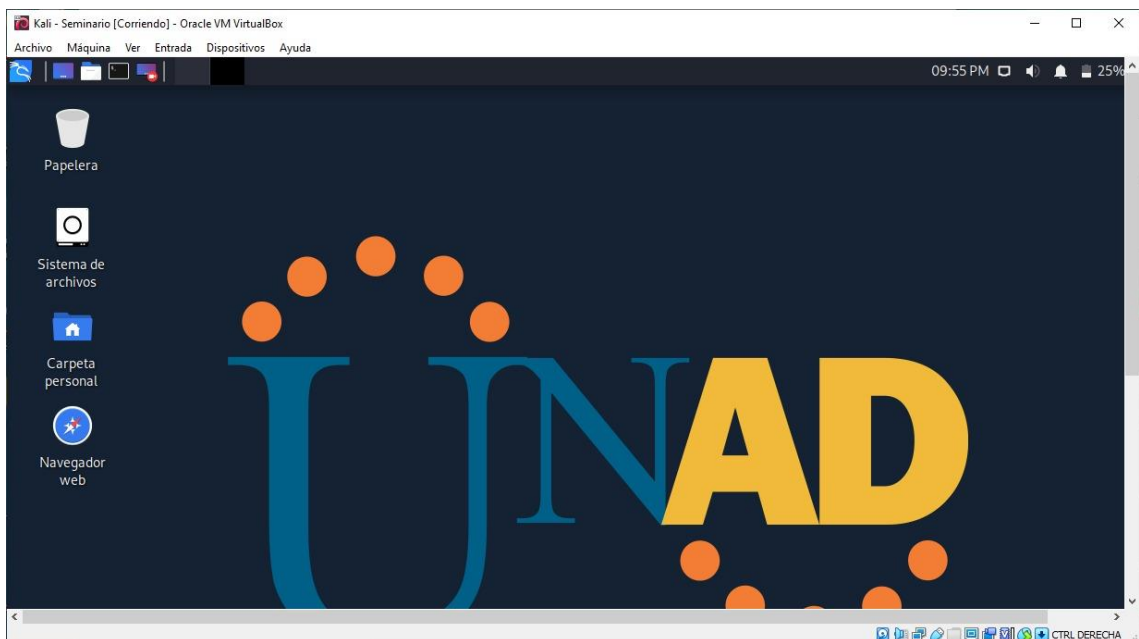 Kali - Seminario [Corriendo] - Oracle VM VirtualBox
Archivo Máquina Ver Entrada Dispositivos Ayuda
09:55 PM 25%
Papelera
Sistema de
archivos
Carpeta
personal
Navegador
web
UNAD
CTRL DERECHA